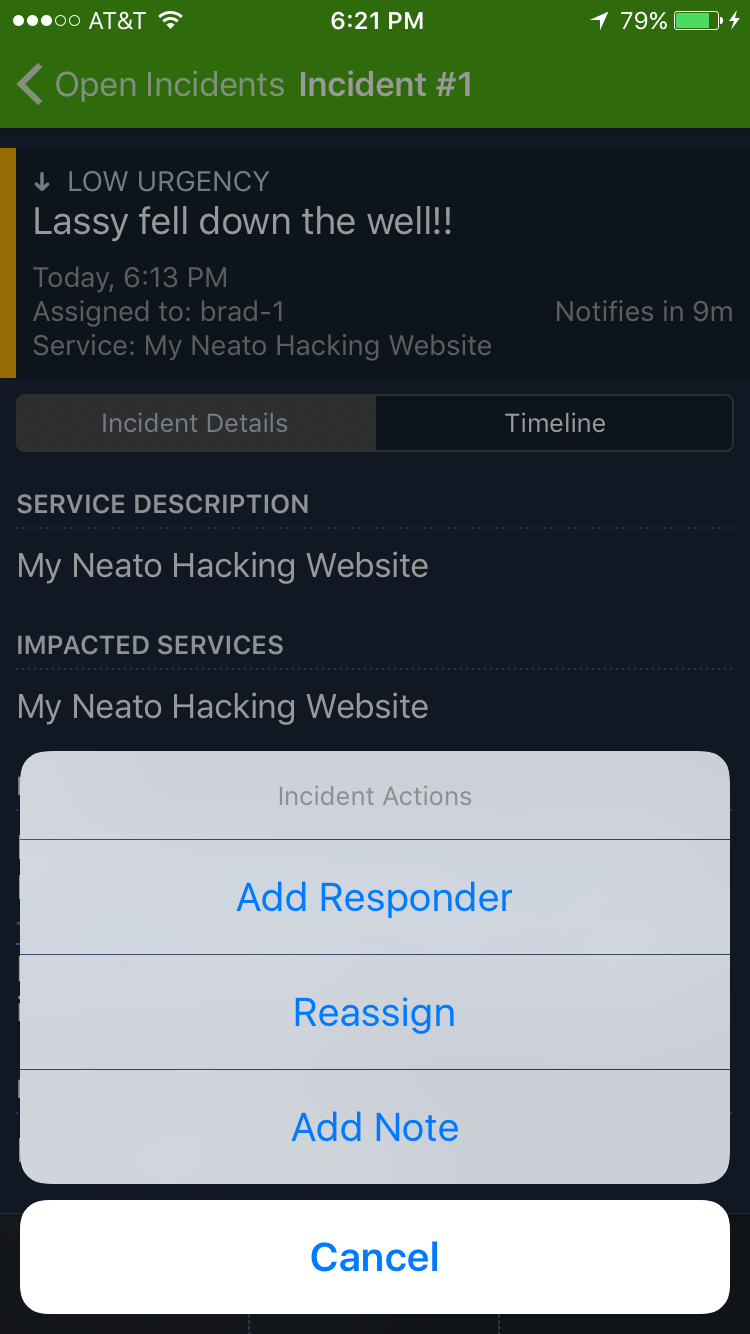 AT&T 6:21 PM 79%
Open Incidents Incident #1
LOW URGENCY
Lassy fell down the well!!
Today, 6:13 PM
Assigned to: brad-1 Notifies in 9m
Service: My Neato Hacking Website
Incident Details Timeline
SERVICE DESCRIPTION
My Neato Hacking Website
IMPACTED SERVICES
My Neato Hacking Website
Incident Actions
Add Responder
Reassign
Add Note
Cancel